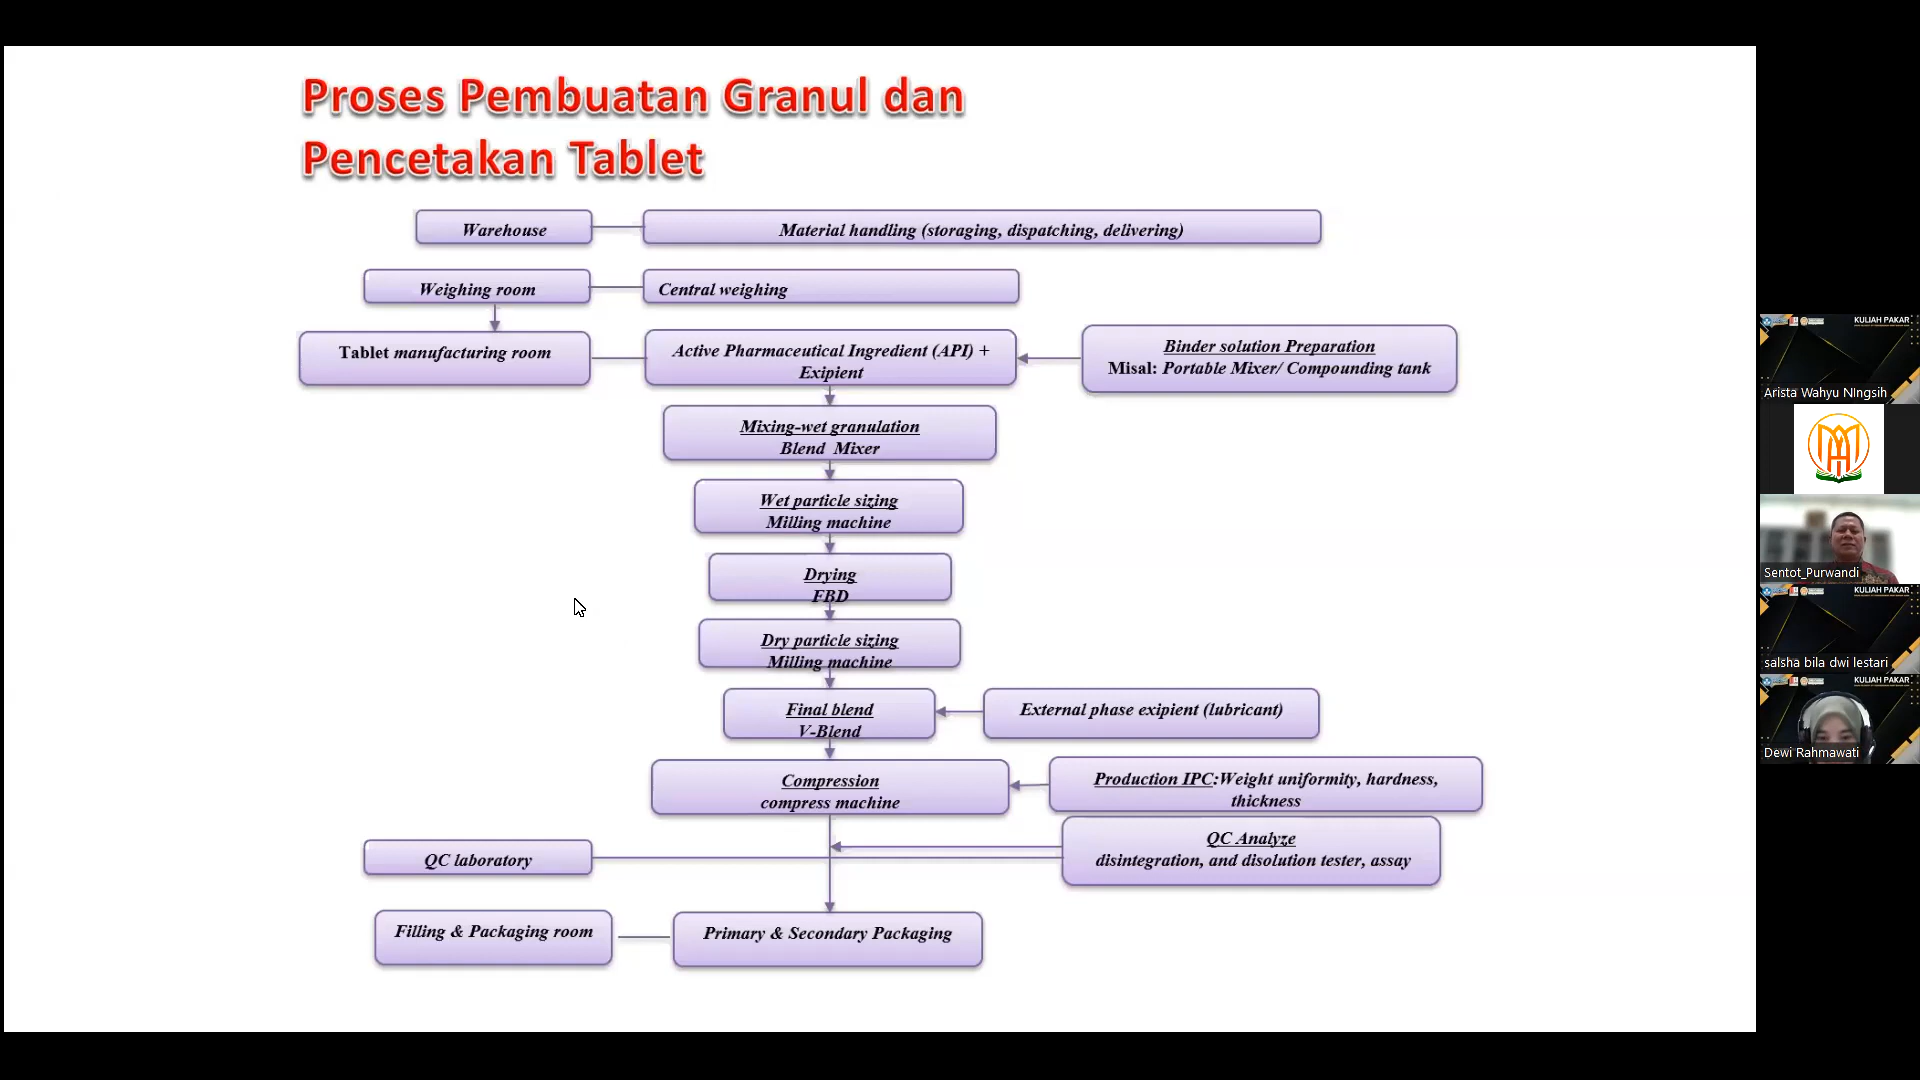 Proses Pembuatan Granul dan
Pencetakan Tablet
Warehouse
Material handling (storaging, dispatching, delivering)
Weighing room
Central weighing
Tablet manufacturing room
Active Pharmaceutical Ingredient (API) +
Exipient
Binder solution Preparation
Misal: Portable Mixer/ Compounding tank
Mixing-wet granulation
Blend Mixer
Wet particle sizing
Milling machine
Drying
FBD
Dry particle sizing
Milling machine
Final blend
V-Blend
External phase exipient (lubricant)
Compression
compress machine
Production IPC:Weight uniformity, hardness,
thickness
QC Analyze
disintegration, and disolution tester, assay
QC laboratory
Filling & Packaging room
Primary & Secondary Packaging
KULIAH PAKAR
Arista Wahyu NIngsih
Sentot_Purwandi
KULIAH PAKAR
salsha bila dwi lestari
KULIAH PAKAR
Dewi Rahmawati